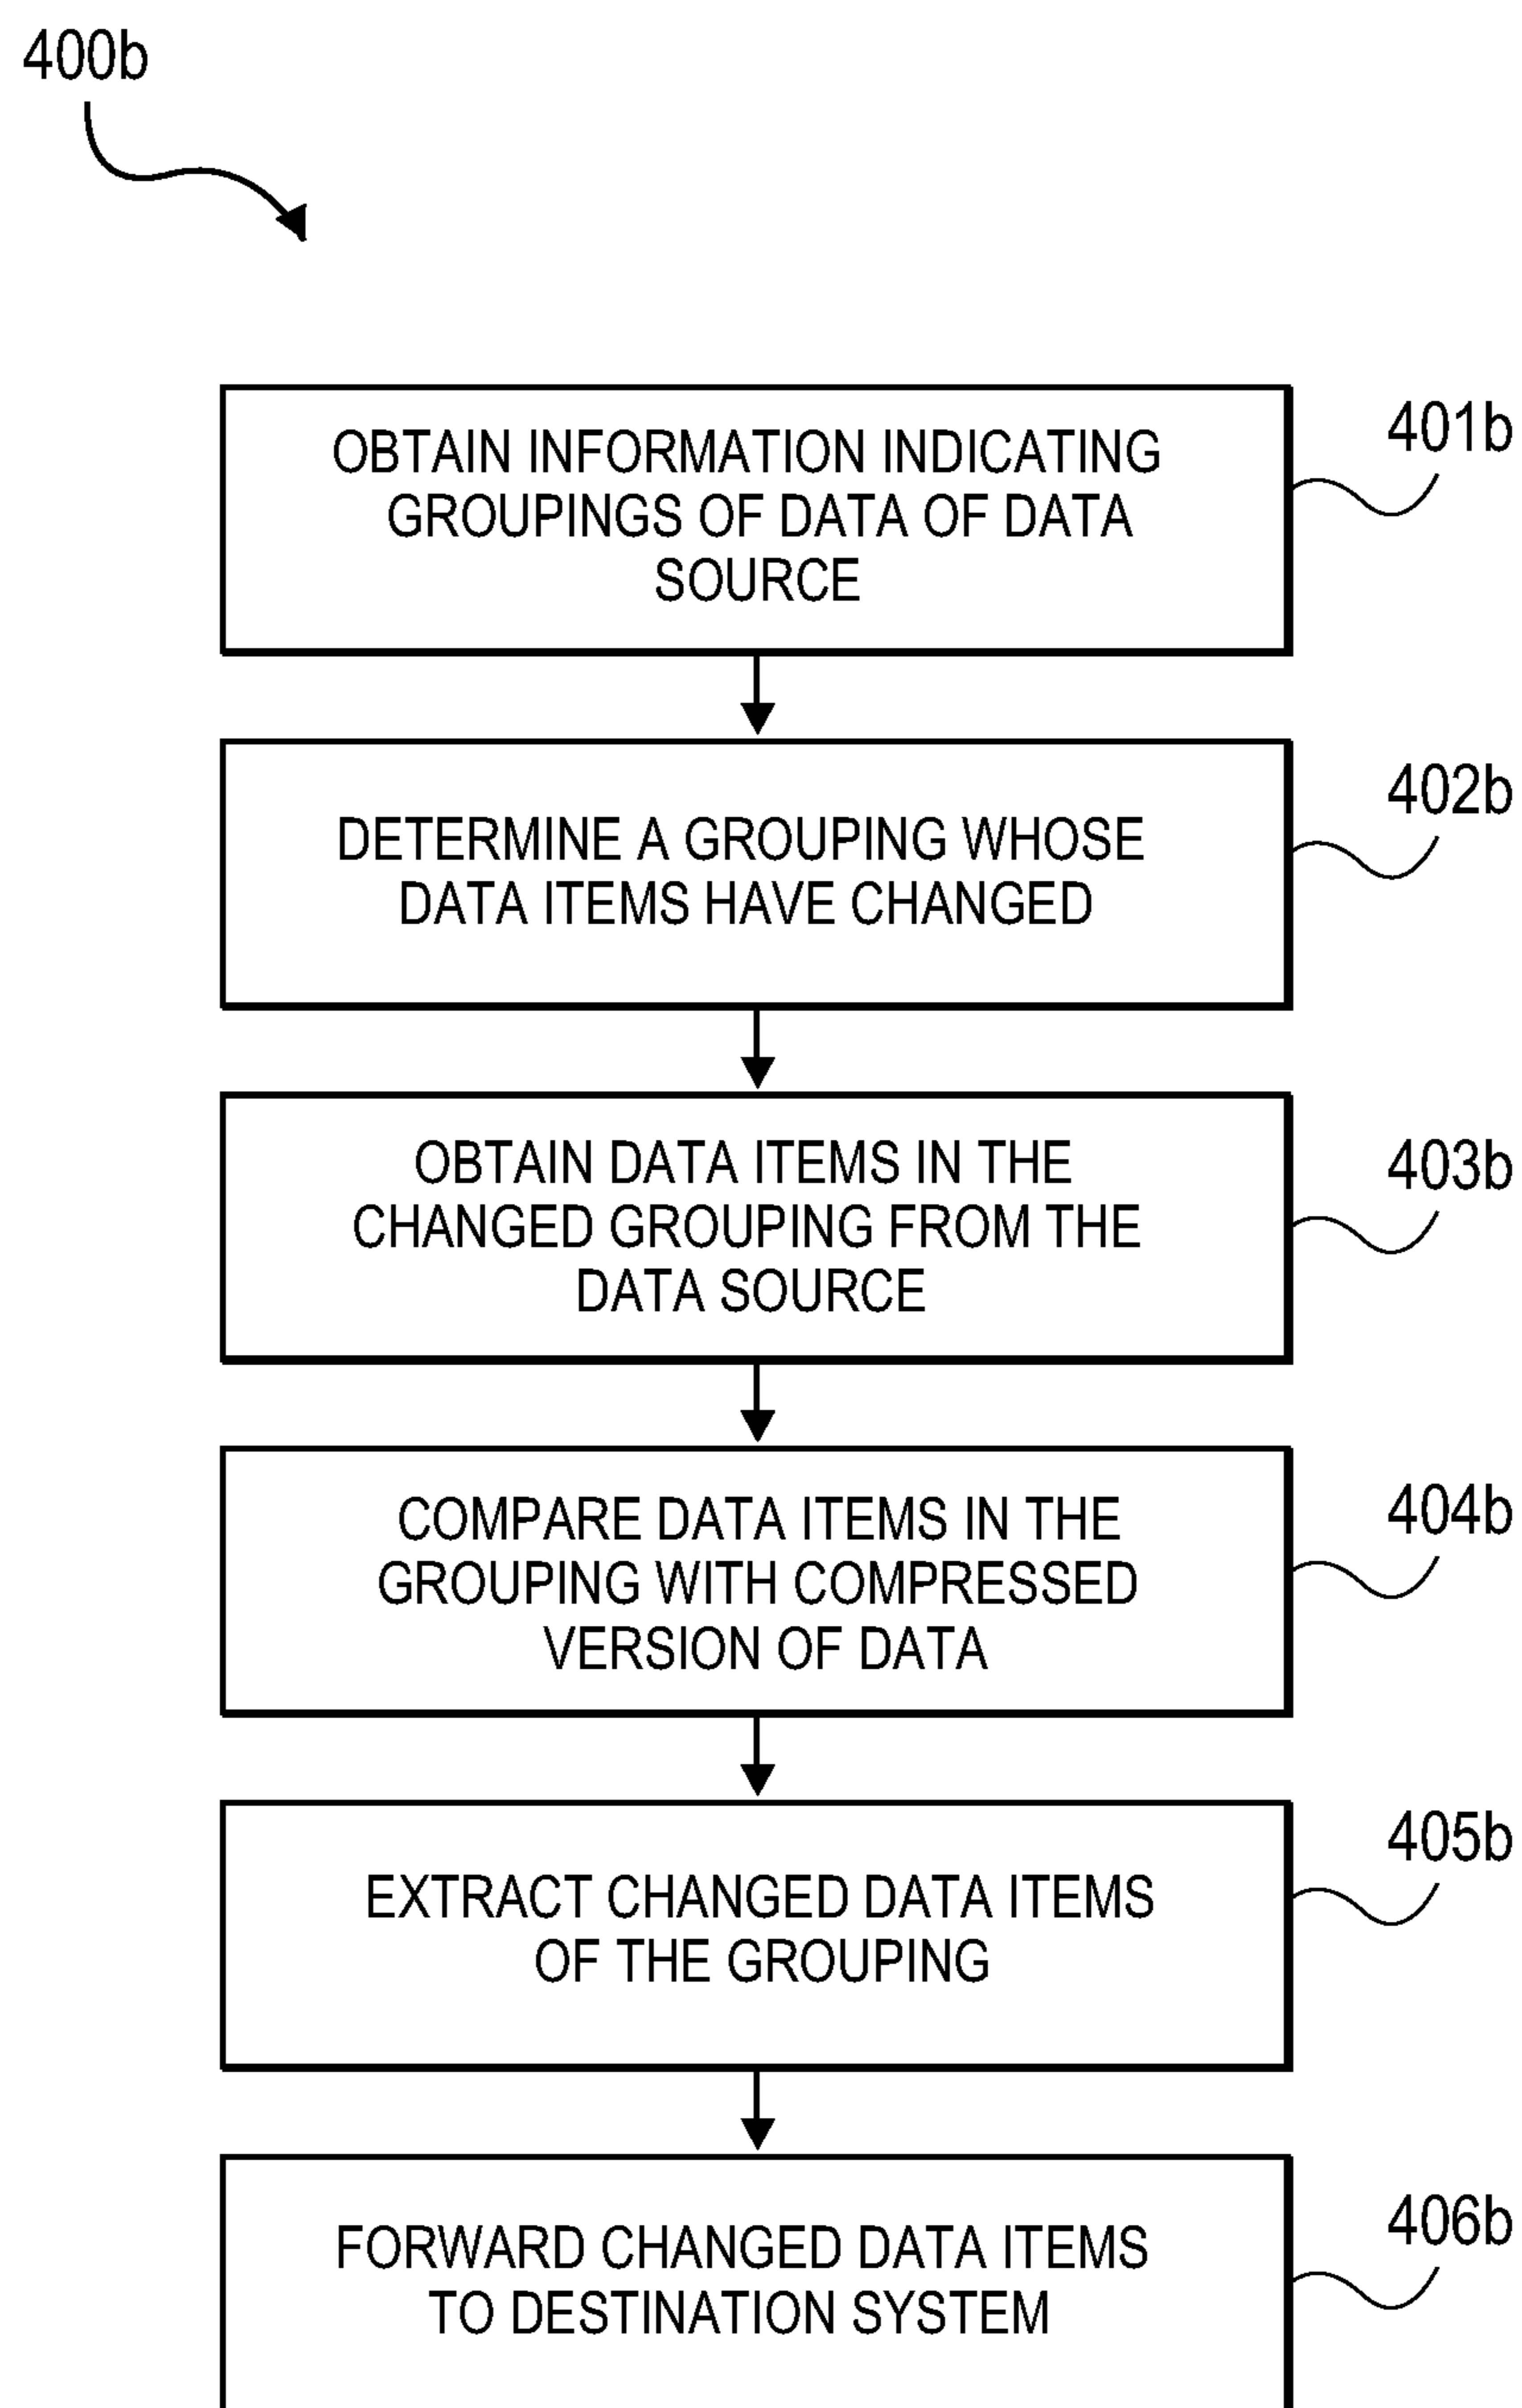 400b
OBTAIN INFORMATION INDICATING
GROUPINGS OF DATA OF DATA
SOURCE
401b
DETERMINE A GROUPING WHOSE
DATA ITEMS HAVE CHANGED
402b
OBTAIN DATA ITEMS IN THE
CHANGED GROUPING FROM THE
DATA SOURCE
403b
COMPARE DATA ITEMS IN THE
GROUPING WITH COMPRESSED
VERSION OF DATA
404b
EXTRACT CHANGED DATA ITEMS
OF THE GROUPING
405b
FORWARD CHANGED DATA ITEMS
TO DESTINATION SYSTEM
406b